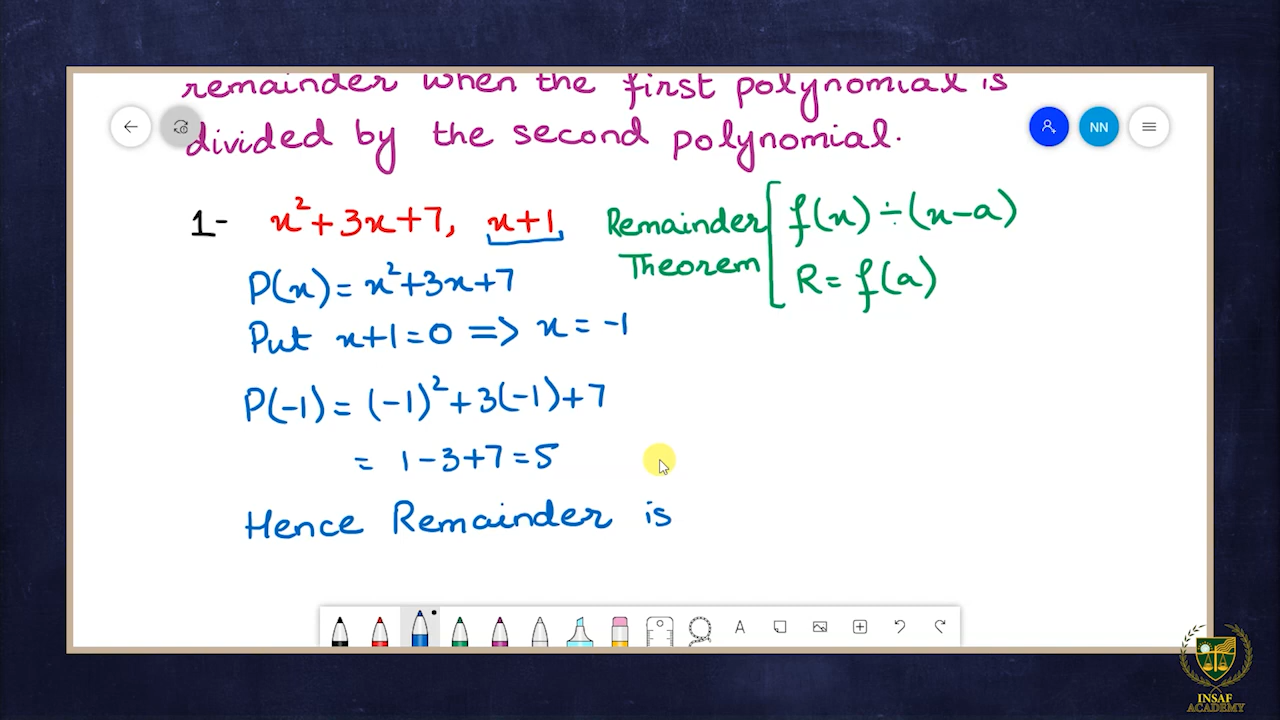 remainder when the first polynomial is
divided by the second polynomial.
NN
1- x²+3x+7, x+1
Remainder Theorem [ f(x) ÷ (x-a)
R = f(a)
P(x) = x²+3x+7
Put x+1=0 => x = -1
P(-1) = (-1)²+3(-1)+7
= 1-3+7=5
Hence Remainder is
A
INSAF
ACADEMY